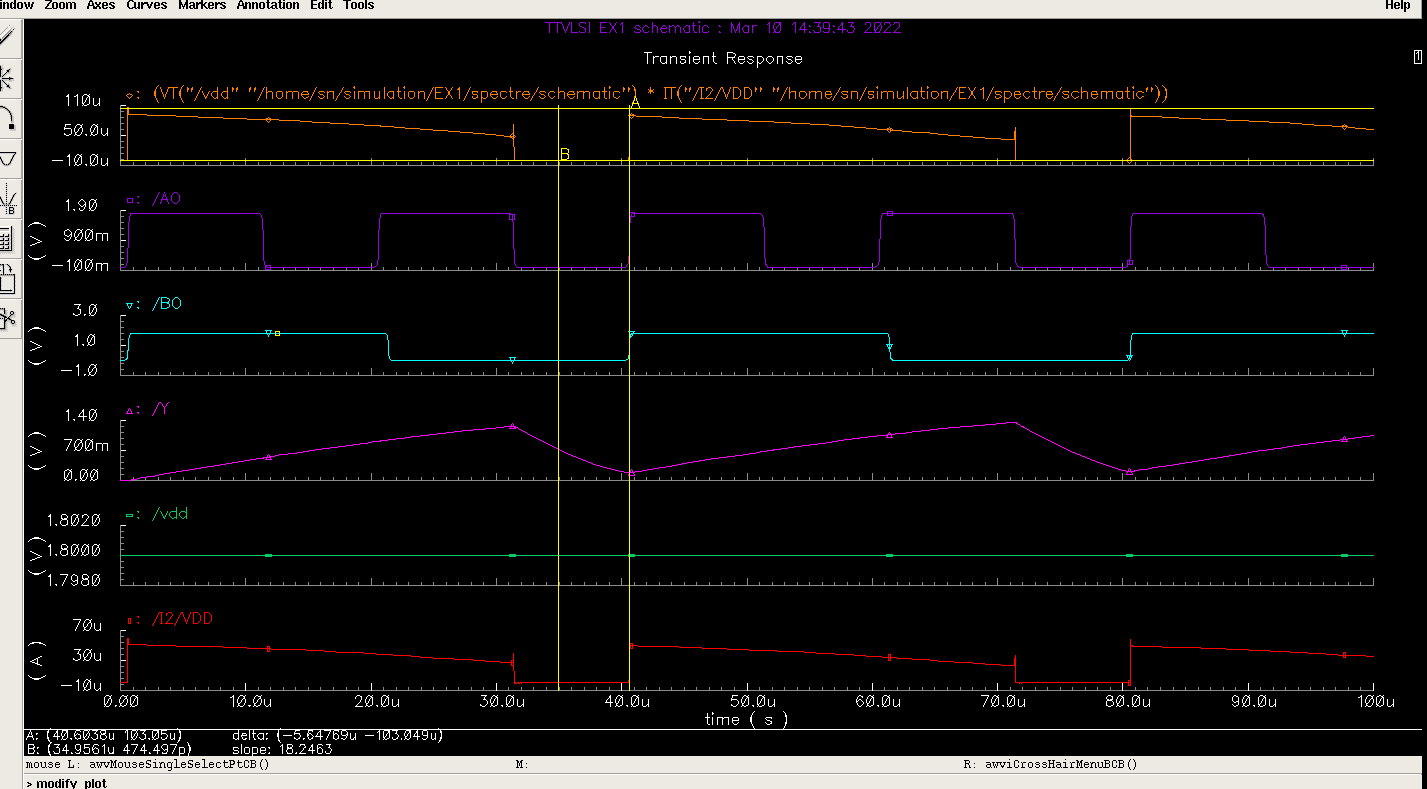 indow Zoom Axes Curves Markers Annotation Edit Tools Help
TTVLSI EX1 schematic : Mar 10 14:39:43 2022
Transient Response
1
: (VT("/vdd" "/home/sn/simulation/EX1/spectre/schematic") * IT("/I2/VDD" "/home/sn/simulation/EX1/spectre/schematic"))
110u
50.0u
-10.0u
A
B
: /A0
1.90
900m
-100m
(V)
: /B0
3.0
1.0
-1.0
(V)
: /Y
1.40
700m
0.00
(V)
: /vdd
1.8020
1.8000
1.7980
(V)
: /I2/VDD
70u
30u
-10u
(A)
0.00 10.0u 20.0u 30.0u 40.0u 50.0u 60.0u 70.0u 80.0u 90.0u 100u
time ( s )
A: (40.6038u 103.05u) delta: (-5.64769u -103.049u)
B: (34.9561u 474.497p) slope: 18.2463
mouse L: awvMouseSingleSelectPtCB() M: R: awviCrossHairMenuBCB()
> modify plot
B